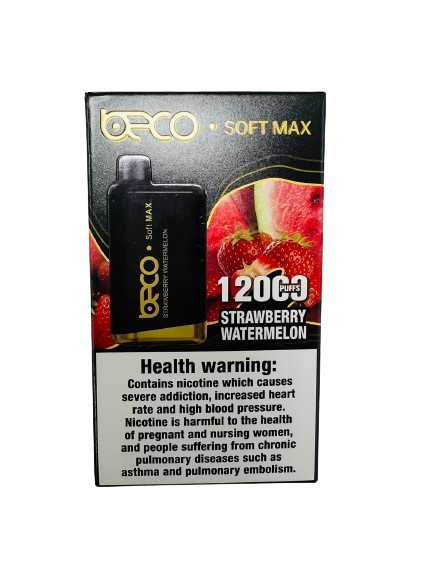 beco • SOFT MAX
beco • Soft MAX
STRAWBERRY WATERMELON
12000
PUFFS
STRAWBERRY
WATERMELON
Health warning:
Contains nicotine which causes
severe addiction, increased heart
rate and high blood pressure.
Nicotine is harmful to the health
of pregnant and nursing women,
and people suffering from chronic
pulmonary diseases such as
asthma and pulmonary embolism.